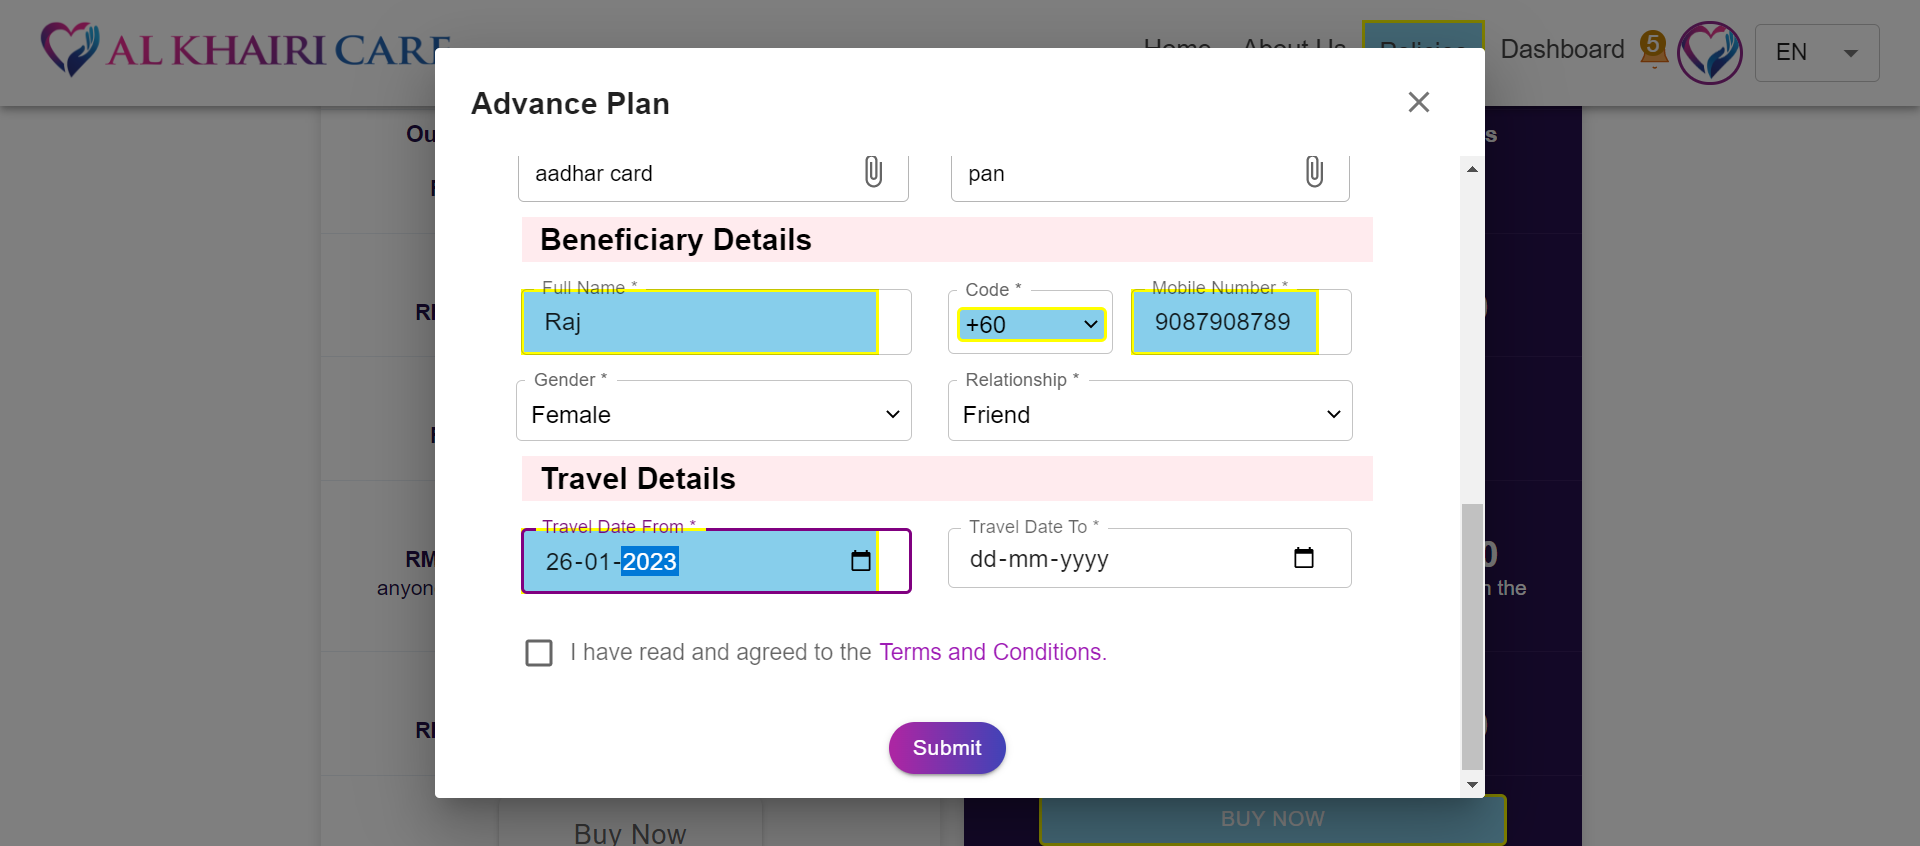 AL KHAIRI CARE
Home About Us Policies Dashboard 5 EN
Advance Plan
aadhar card
pan
Beneficiary Details
Full Name *
Raj
Code *
+60
Mobile Number *
9087908789
Gender *
Female
Relationship *
Friend
Travel Details
Travel Date From *
26-01-2023
Travel Date To *
dd-mm-yyyy
I have read and agreed to the Terms and Conditions.
Submit
Buy Now
BUY NOW
Ou
RM
anyon
the